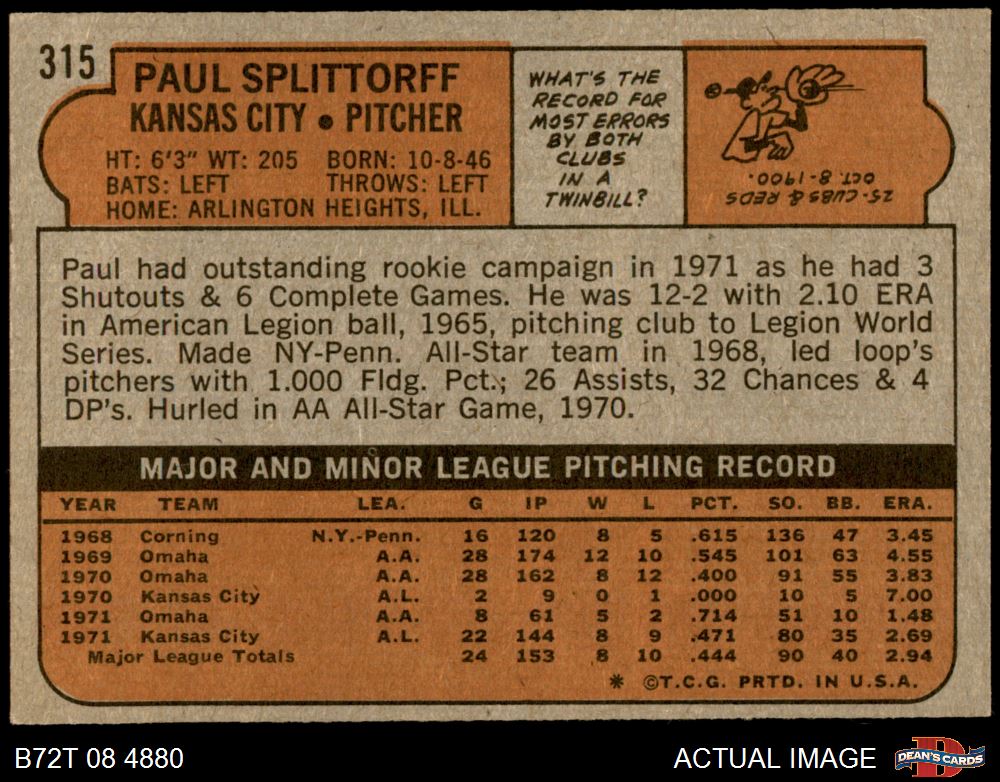 315
PAUL SPLITTORFF
KANSAS CITY • PITCHER
HT: 6'3" WT: 205 BORN: 10-8-46
BATS: LEFT THROWS: LEFT
HOME: ARLINGTON HEIGHTS, ILL.
WHAT'S THE
RECORD FOR
MOST ERRORS
BY BOTH
CLUBS
IN A
TWINBILL?
25-CUBS & REDS
OCT. 8-1900.
Paul had outstanding rookie campaign in 1971 as he had 3
Shutouts & 6 Complete Games. He was 12-2 with 2.10 ERA
in American Legion ball, 1965, pitching club to Legion World
Series. Made NY-Penn. All-Star team in 1968, led loop's
pitchers with 1.000 Fldg. Pct.; 26 Assists, 32 Chances & 4
DP's. Hurled in AA All-Star Game, 1970.
MAJOR AND MINOR LEAGUE PITCHING RECORD
YEAR TEAM LEA. G IP W L PCT. SO. BB. ERA.
1968 Corning N.Y.-Penn. 16 120 8 5 .615 136 47 3.45
1969 Omaha A.A. 28 174 12 10 .545 101 63 4.55
1970 Omaha A.A. 28 162 8 12 .400 91 55 3.83
1970 Kansas City A.L. 2 9 0 1 .000 10 5 7.00
1971 Omaha A.A. 8 61 5 2 .714 51 10 1.48
1971 Kansas City A.L. 22 144 8 9 .471 80 35 2.69
Major League Totals 24 153 8 10 .444 90 40 2.94
* ©T.C.G. PRTD. IN U.S.A.
B72T 08 4880
ACTUAL IMAGE
D
DEAN'S CARDS